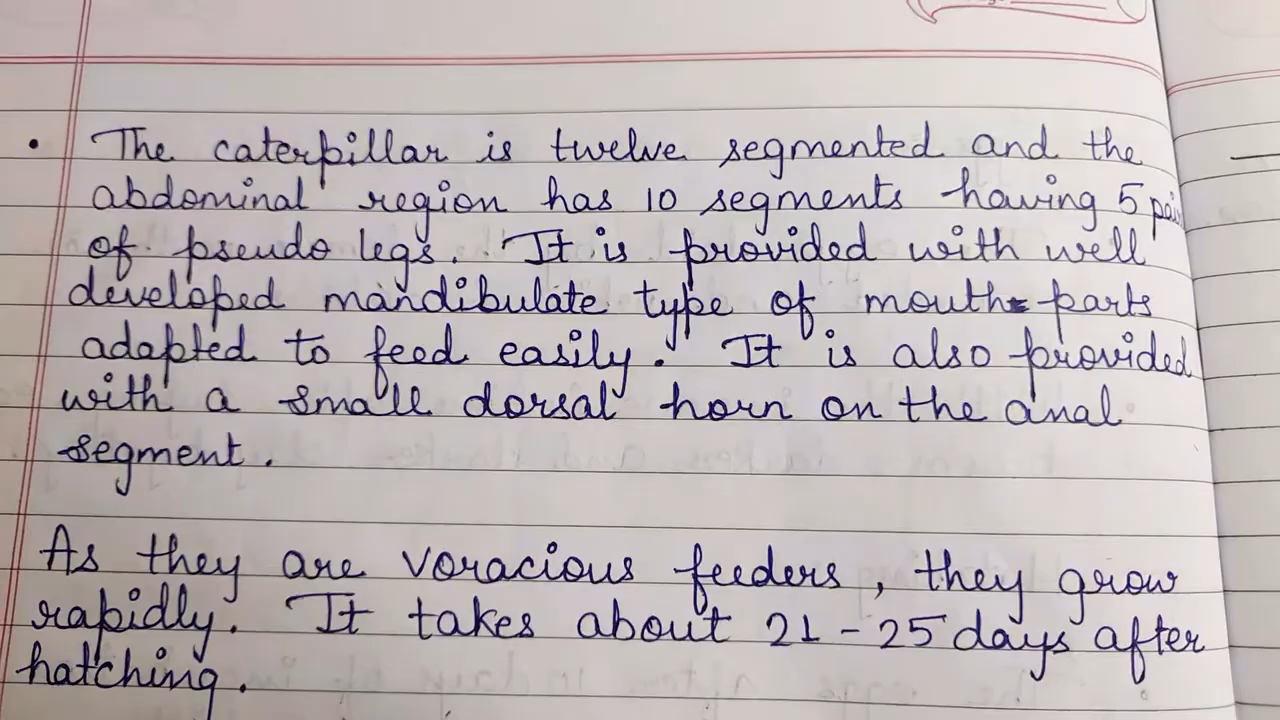 • The caterpillar is twelve segmented and the
abdominal region has 10 segments having 5
of pseudo legs. It is provided with well
developed mandibulate type of mouth parts
adapted to feed easily. It is also provided
with a small dorsal horn on the anal
segment.
As they are voracious feeders, they grow
rapidly. It takes about 21-25 days after
hatching.